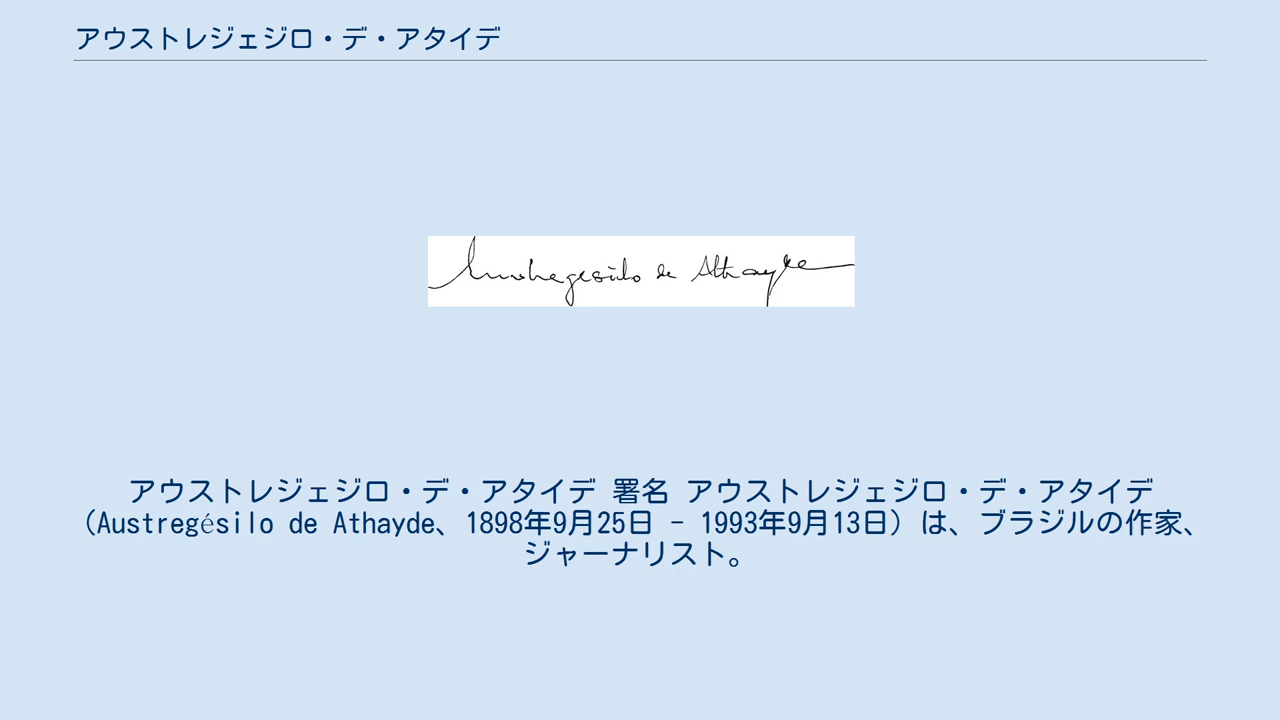 アウストレジェジロ・デ・アタイデ
Austregésilo de Athayde
アウストレジェジロ・デ・アタイデ 署名 アウストレジェジロ・デ・アタイデ
(Austregésilo de Athayde、1898年9月25日 - 1993年9月13日) は、ブラジルの作家、
ジャーナリスト。